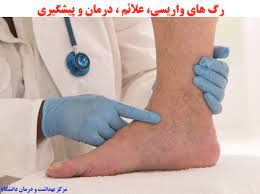 رگ های واریسی، علائم ، درمان و پیشگیری
مرکز بهداشت و درمان دانشگاه